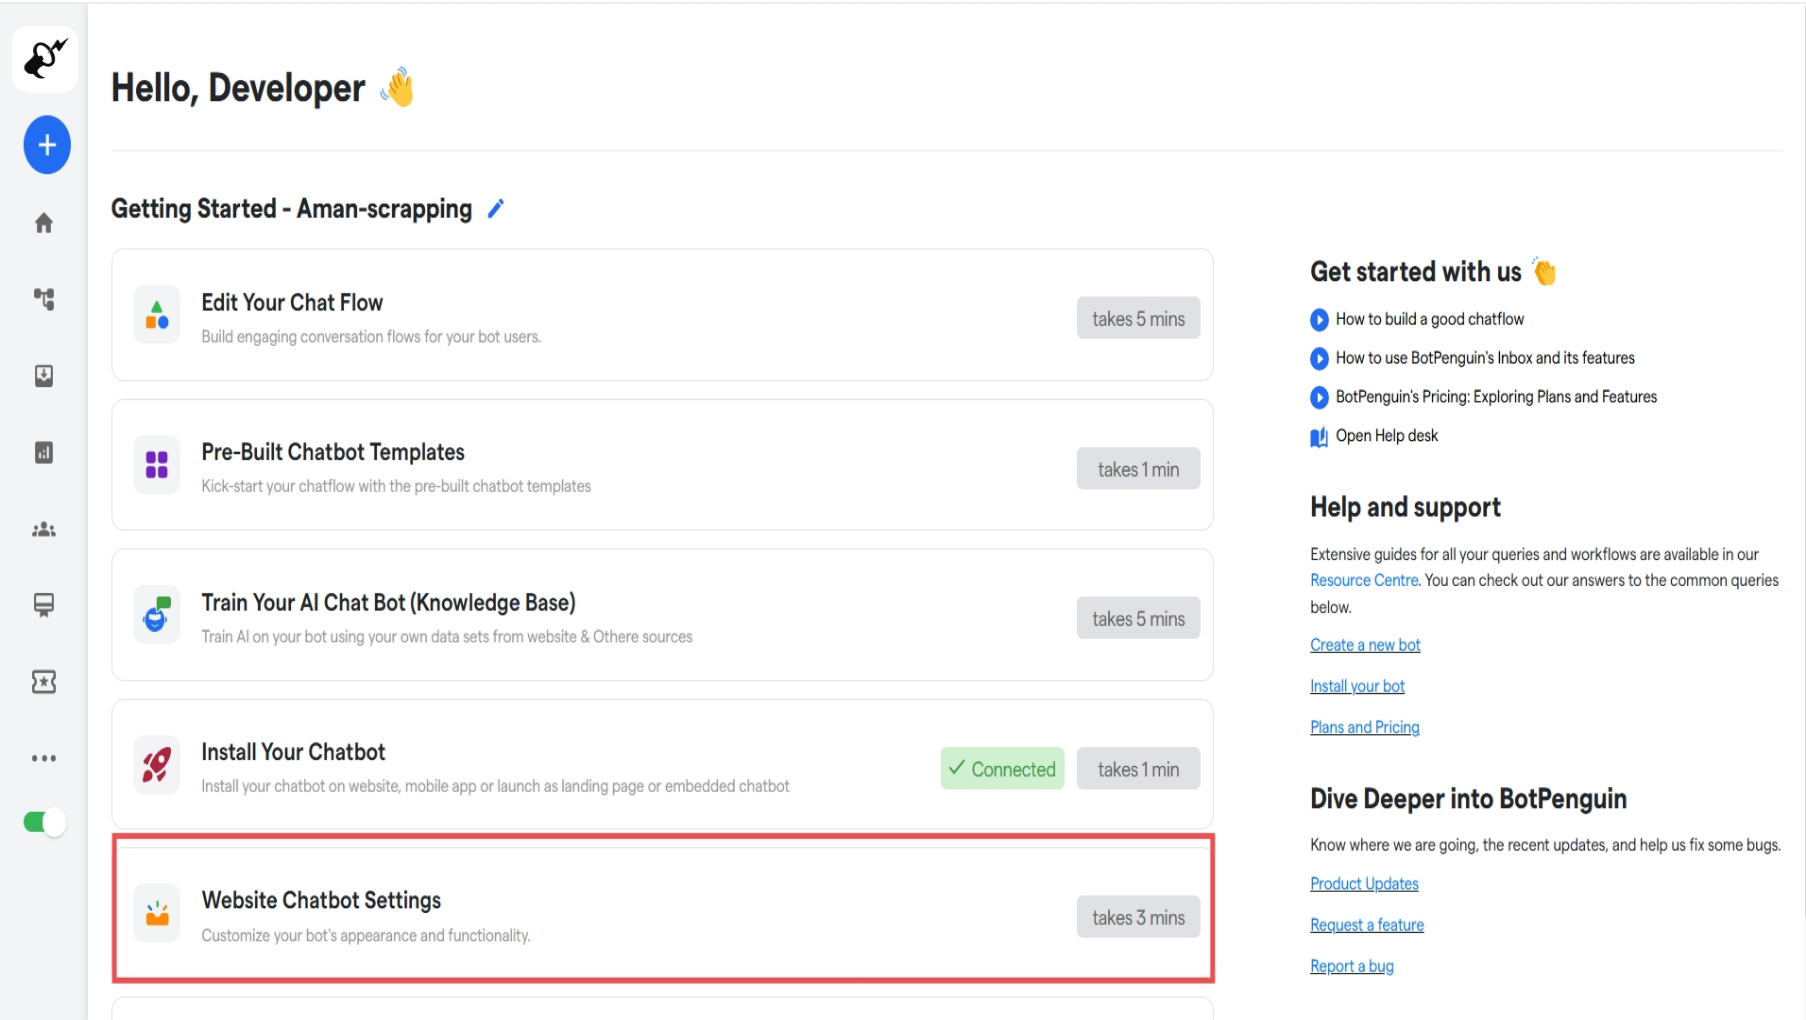 Hello, Developer
Getting Started - Aman-scrapping
Edit Your Chat Flow
Build engaging conversation flows for your bot users.
takes 5 mins
Pre-Built Chatbot Templates
Kick-start your chatflow with the pre-built chatbot templates
takes 1 min
Train Your AI Chat Bot (Knowledge Base)
Train AI on your bot using your own data sets from website & Othere sources
takes 5 mins
Install Your Chatbot
Install your chatbot on website, mobile app or launch as landing page or embedded chatbot
Connected
takes 1 min
Website Chatbot Settings
Customize your bot's appearance and functionality.
takes 3 mins
Get started with us
How to build a good chatflow
How to use BotPenguin's Inbox and its features
BotPenguin's Pricing: Exploring Plans and Features
Open Help desk
Help and support
Extensive guides for all your queries and workflows are available in our
Resource Centre. You can check out our answers to the common queries
below.
Create a new bot
Install your bot
Plans and Pricing
Dive Deeper into BotPenguin
Know where we are going, the recent updates, and help us fix some bugs.
Product Updates
Request a feature
Report a bug